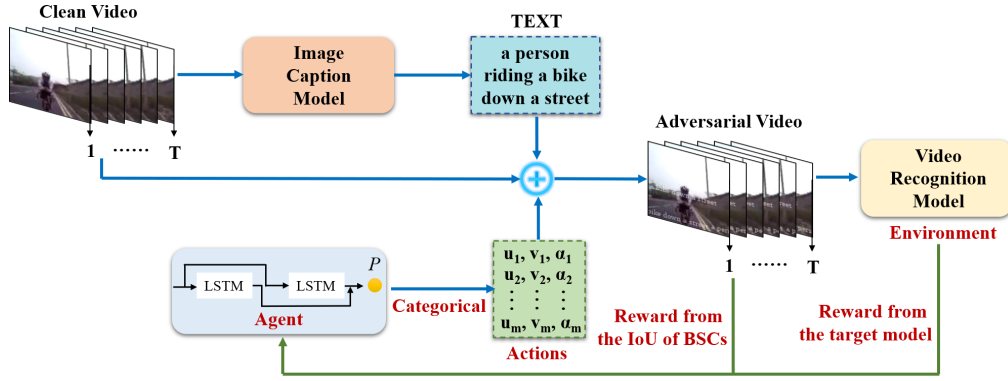 Clean Video
1 ...... T
Image
Caption
Model
TEXT
a person
riding a bike
down a street
Adversarial Video
1 ...... T
Video
Recognition
Model
Environment
LSTM
LSTM
P
Agent
Categorical
u1, v1, α1
u2, v2, α2
⋮ ⋮ ⋮
um, vm, αm
Actions
Reward from
the IoU of BSCs
Reward from
the target model